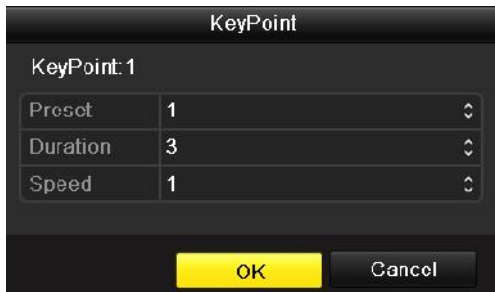 KeyPoint
KeyPoint:1
Preset 1
Duration 3
Speed 1
OK Cancel